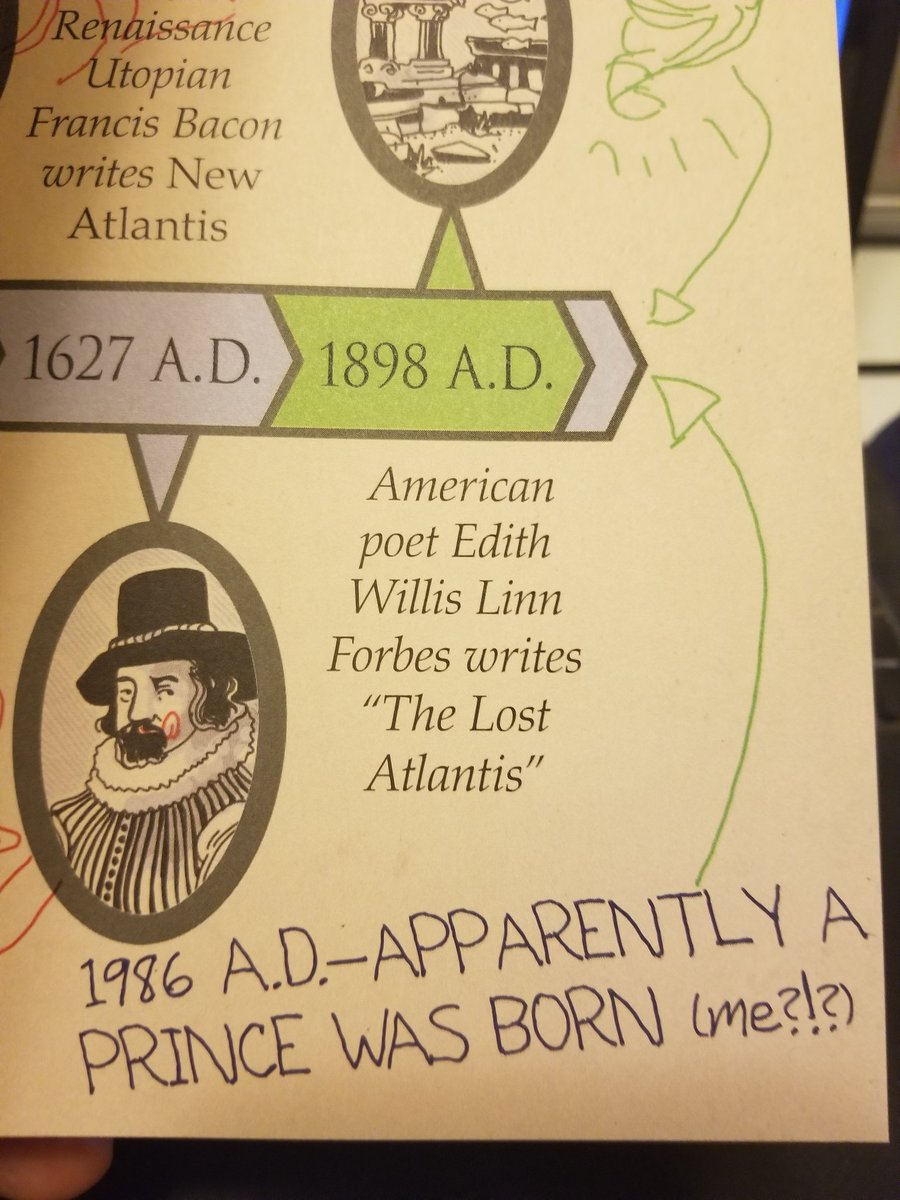 Renaissance
Utopian
Francis Bacon
writes New
Atlantis
1627 A.D.
1898 A.D.
American
poet Edith
Willis Linn
Forbes writes
“The Lost
Atlantis”
1986 A.D.—APPARENTLY A
PRINCE WAS BORN (me?!?)